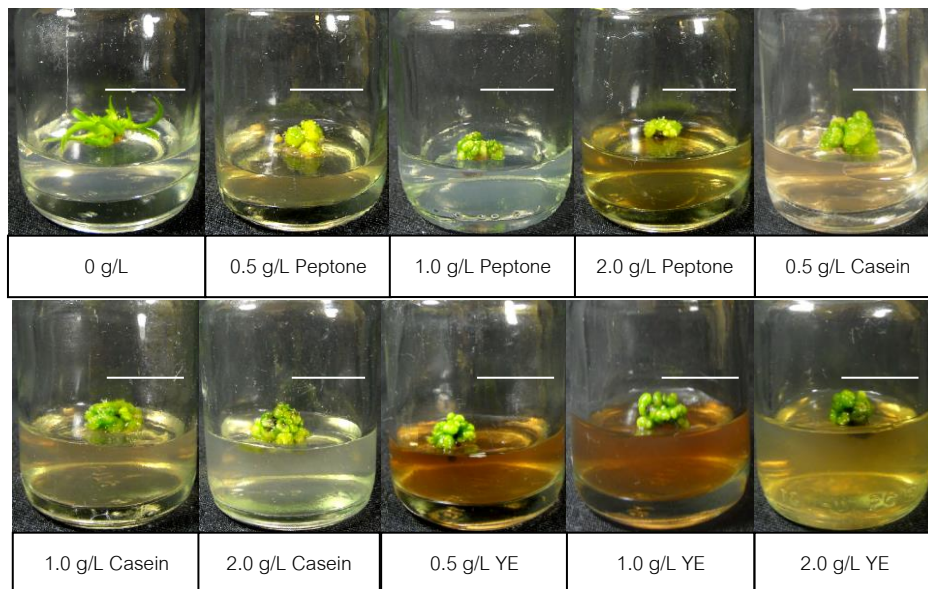 0 g/L
0.5 g/L Peptone
1.0 g/L Peptone
2.0 g/L Peptone
0.5 g/L Casein
1.0 g/L Casein
2.0 g/L Casein
0.5 g/L YE
1.0 g/L YE
2.0 g/L YE